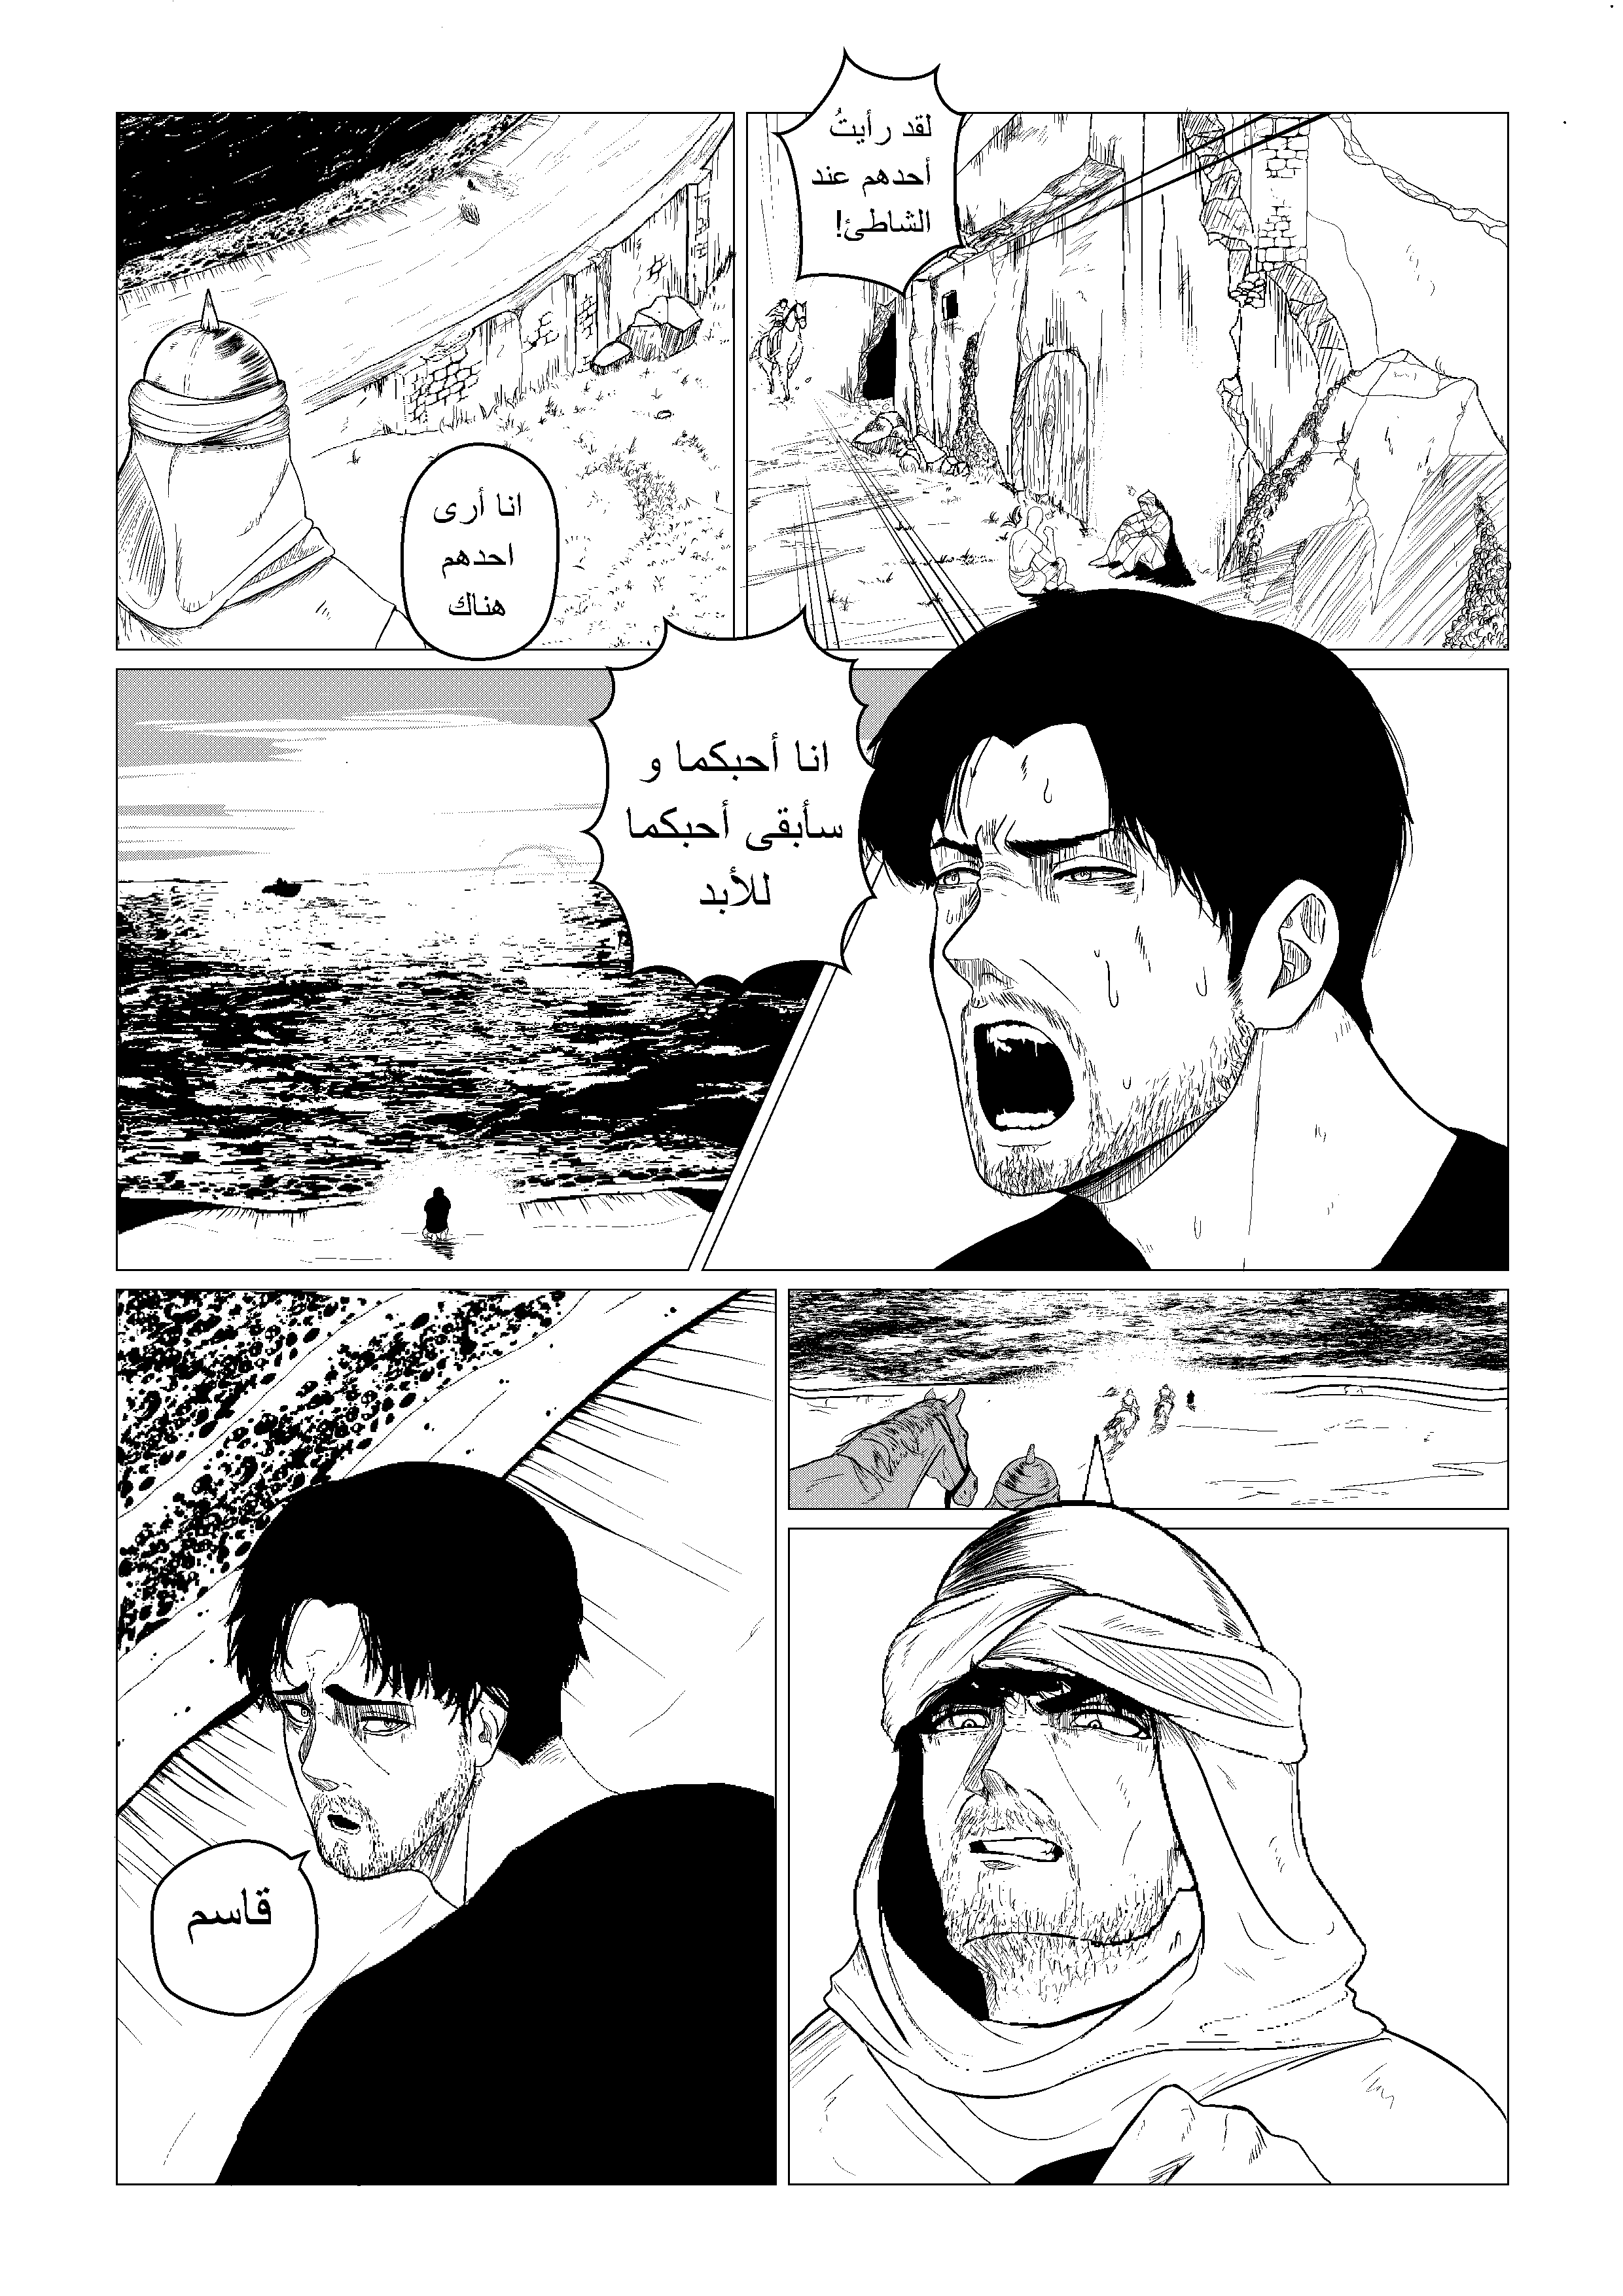 لقد رأيتُ
أحدهم عند
الشاطئ!
انا أرى
احدهم
هناك
انا أحبكما و
سأبقى أحبكما
للأبد
قاسم